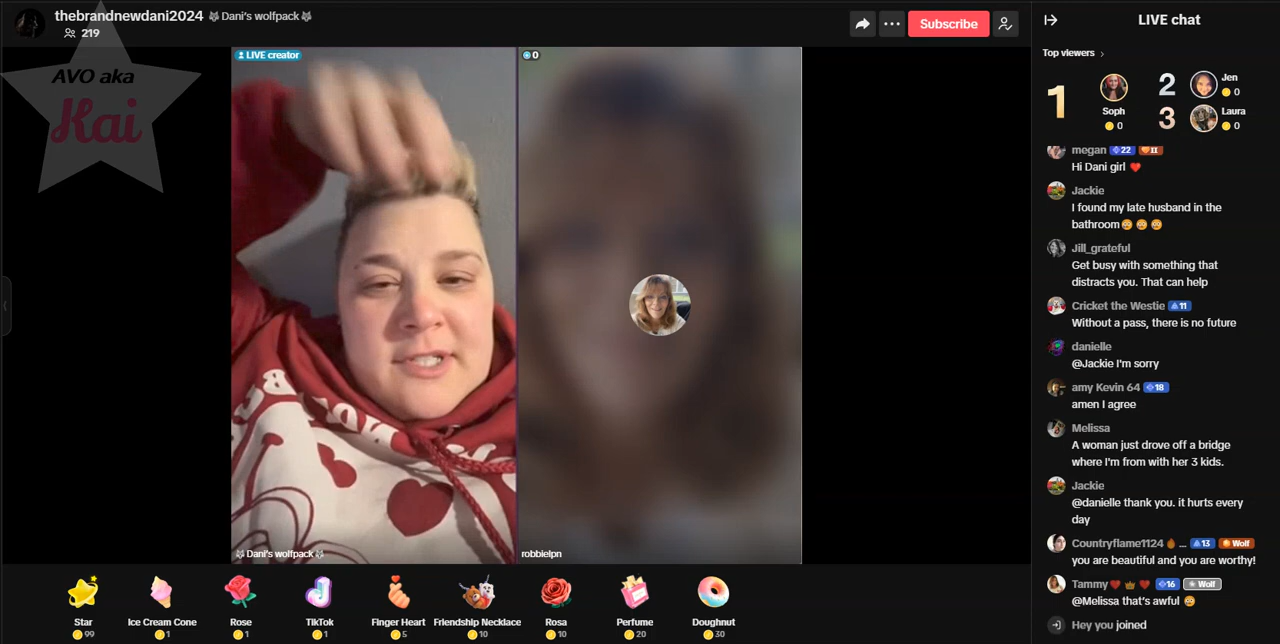 thebrandnewdani2024 🐺Dani's wolfpack🐺
219
Subscribe
AVO aka
Kai
LIVE creator
0
🐺Dani's wolfpack🐺
robbielpn
Star
99
Ice Cream Cone
1
Rose
1
TikTok
1
Finger Heart
5
Friendship Necklace
10
Rosa
10
Perfume
20
Doughnut
30
LIVE chat
Top viewers
1
Soph
0
2
Jen
0
3
Laura
0
megan 22 II
Hi Dani girl ❤️
Jackie
I found my late husband in the
bathroom😳😳😳
Jill_grateful
Get busy with something that
distracts you. That can help
Cricket the Westie 11
Without a pass, there is no future
danielle
@Jackie I'm sorry
amy Kevin 64 18
amen I agree
Melissa
A woman just drove off a bridge
where I'm from with her 3 kids.
Jackie
@danielle thank you. it hurts every
day
Countryflame1124🔥... 13 Wolf
you are beautiful and you are worthy!
Tammy❤️👑❤️ 16 Wolf
@Melissa that's awful 😳
Hey you joined